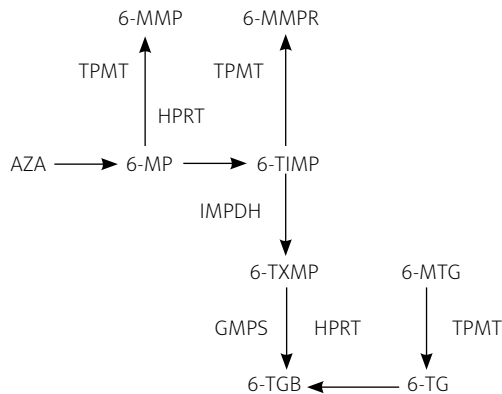 6-MMP 6-MMPR
TPMT TPMT
HPRT
AZA 6-MP 6-TIMP
IMPDH
6-TXMP 6-MTG
GMPS HPRT TPMT
6-TGB 6-TG